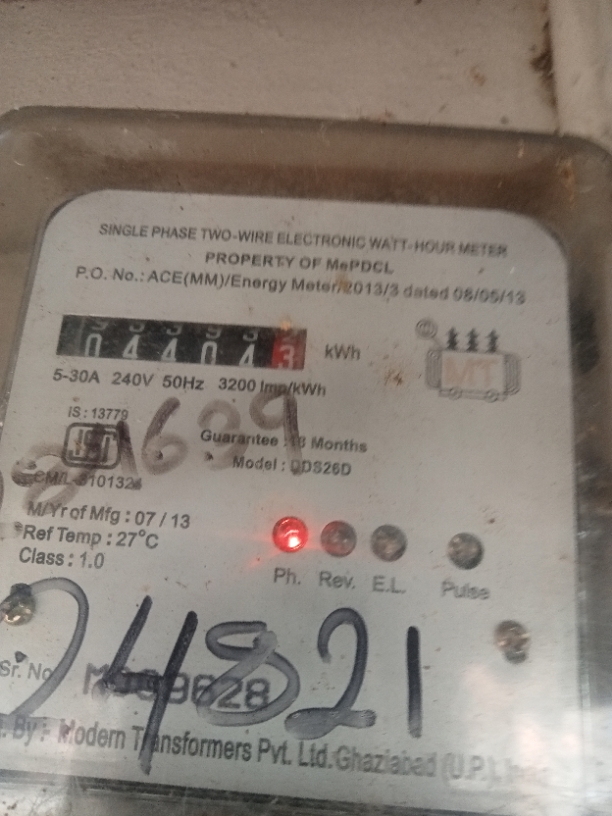 SINGLE PHASE TWO-WIRE ELECTRONIC WATT-HOUR METER
PROPERTY OF MePDCL
P.O. No.: ACE(MM)/Energy Meter/2013/3 dated 08/05/13
044043 kWh
5-30A 240V 50Hz 3200 Imp/kWh
MT
IS : 13779
1639
Guarantee : 18 Months
Model : DDS26D
M/Yr of Mfg : 07 / 13
Ref Temp : 27°C
Class : 1.0
Ph. Rev. E.L. Pulse
24821
Sr. No
By :- Modern Transformers Pvt. Ltd. Ghaziabad (U.P.),